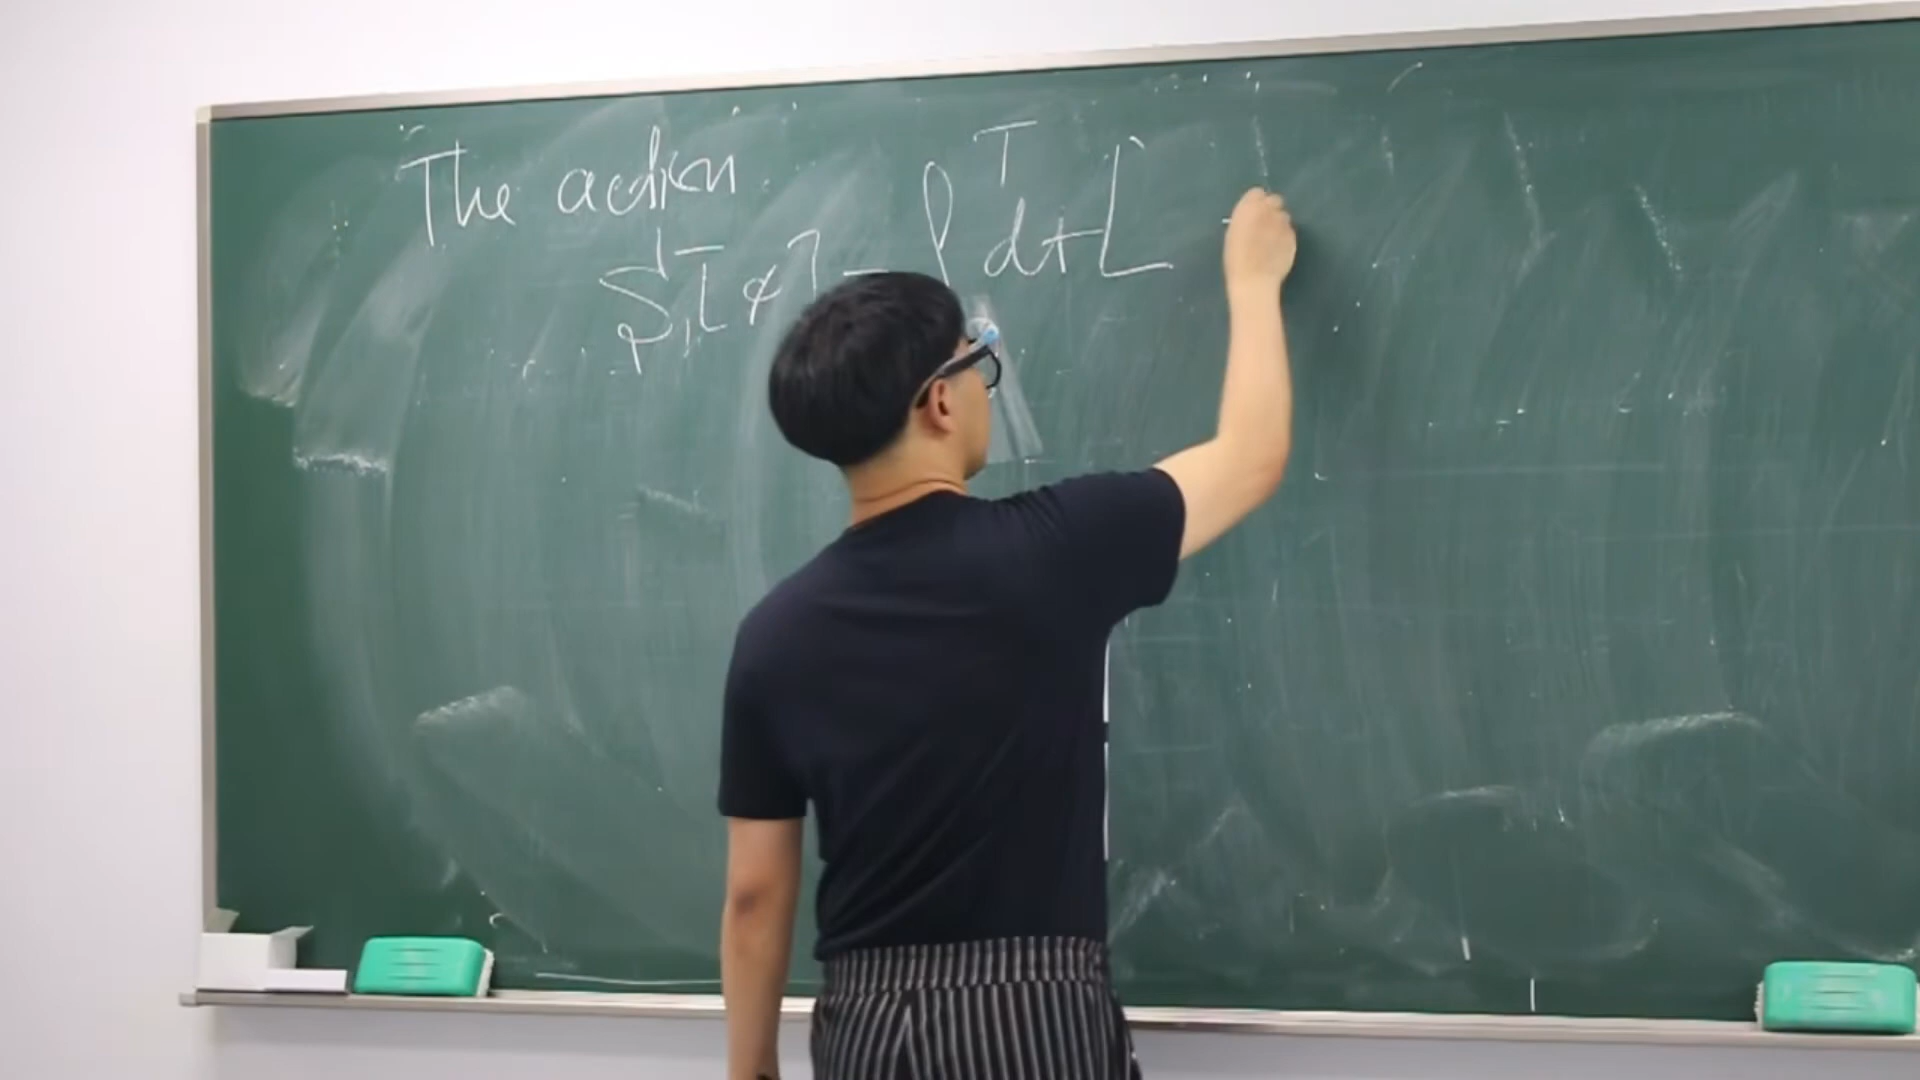 The action
S[x] = ∫ᵀ dt L